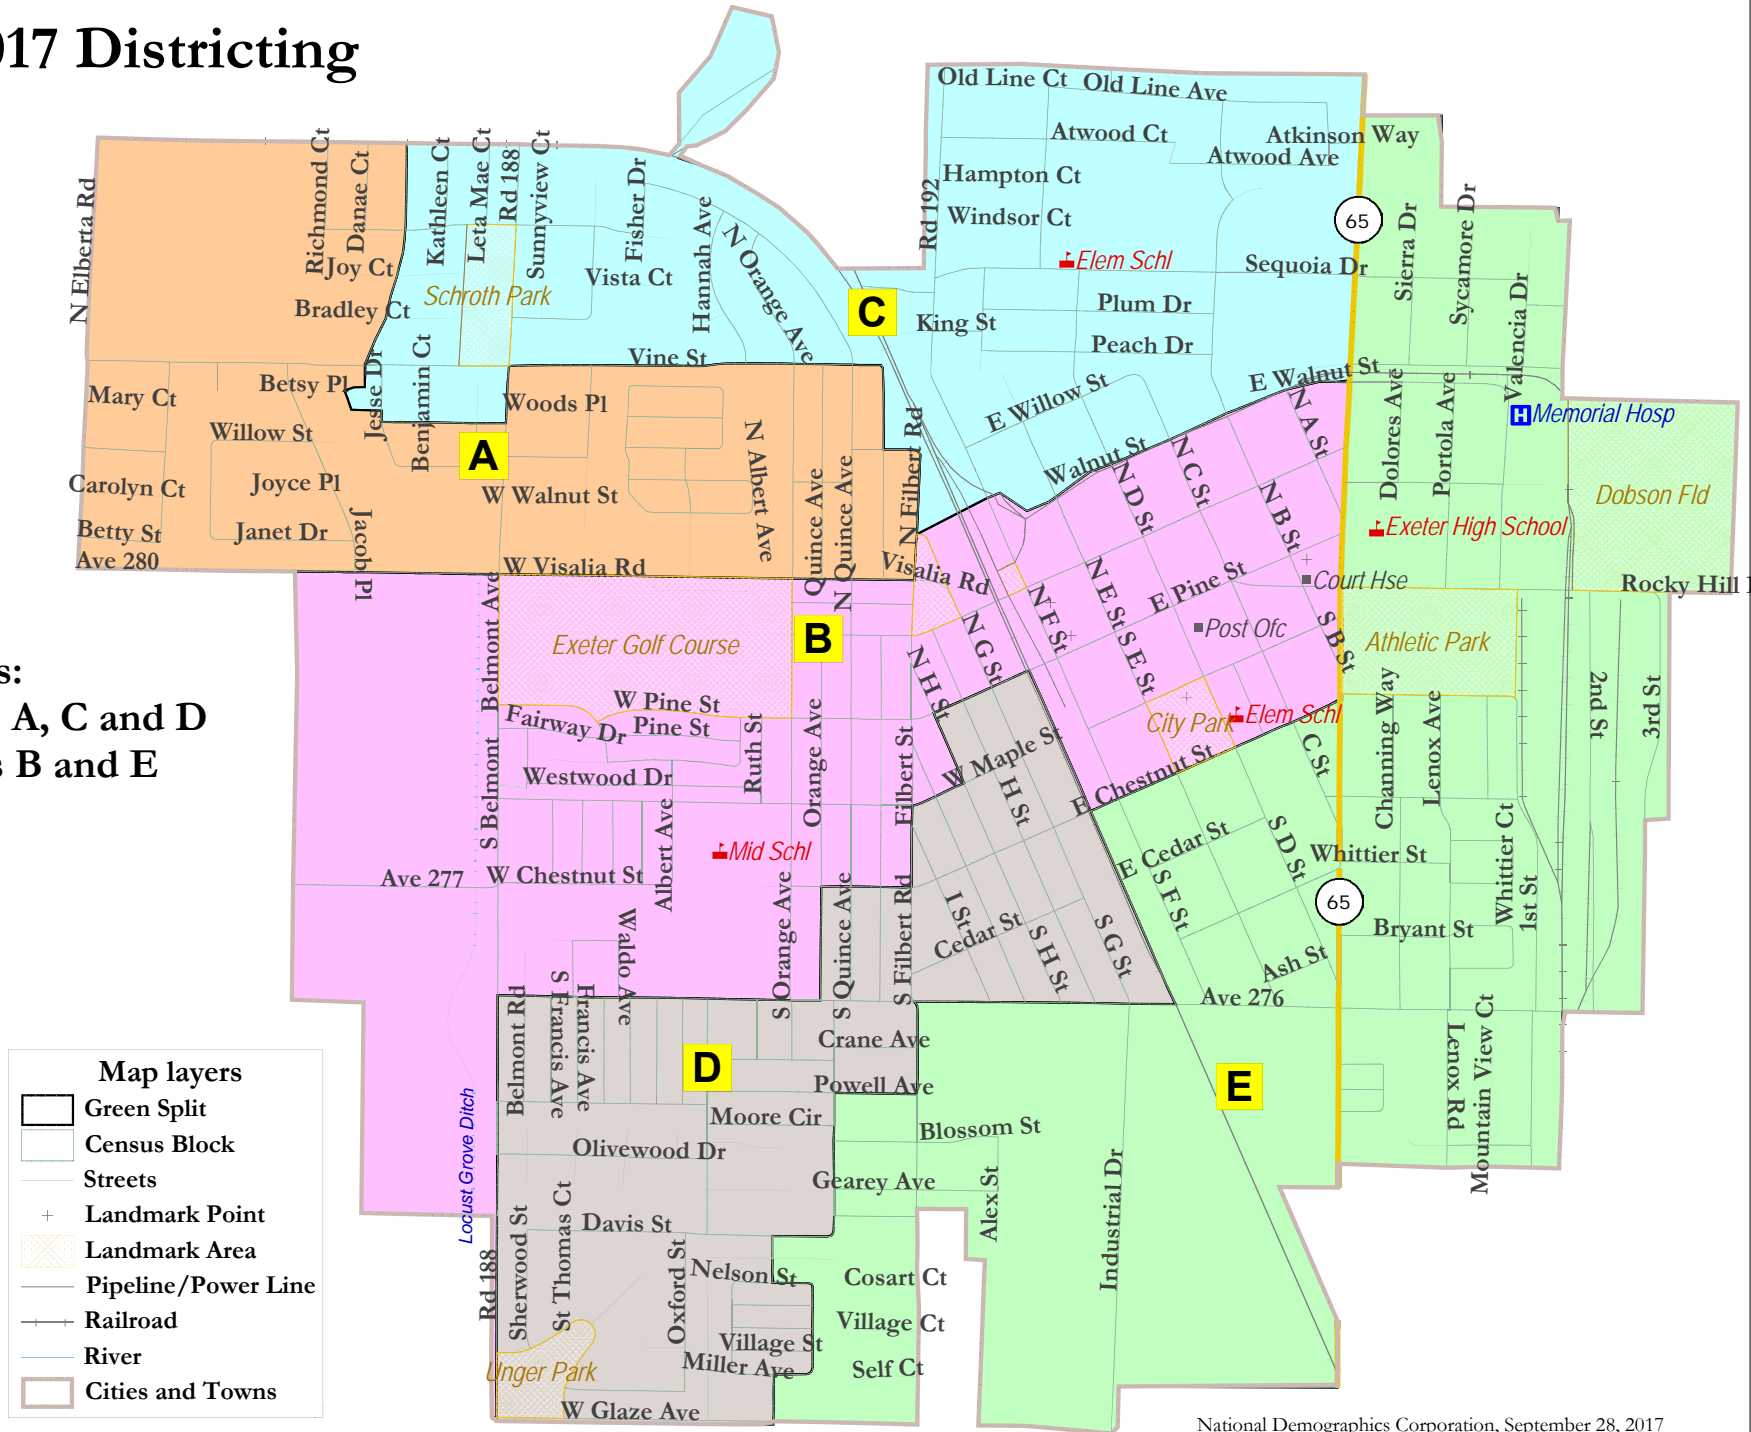 017 Districting
s:
A, C and D
s B and E
Old Line Ct
Old Line Ave
Atwood Ct
Atkinson Way
Atwood Ave
Hampton Ct
Windsor Ct
Rd 192
65
Elem Schl
Sequoia Dr
Plum Dr
King St
Peach Dr
E Walnut St
E Willow St
Walnut St
Sierra Dr
Sycamore Dr
Valencia Dr
N Elberta Rd
Richmond Ct
Danae Ct
Joy Ct
Bradley Ct
Kathleen Ct
Leta Mae Ct
Rd 188
Sunnyview Ct
Fisher Dr
Hannah Ave
N Orange Ave
Vista Ct
Schroth Park
Vine St
C
Mary Ct
Betsy Pl
Jesse Dr
Benjamin Ct
Woods Pl
Willow St
A
Carolyn Ct
Joyce Pl
W Walnut St
Betty St
Janet Dr
Jacob Pl
Ave 280
W Visalia Rd
N Albert Ave
Quince Ave
N Quince Ave
N Filbert Rd
Visalia Rd
N A St
N B St
N C St
N D St
N E St
N F St
N G St
N H St
Dolores Ave
Portola Ave
H Memorial Hosp
Dobson Fld
Exeter High School
Court Hse
Rocky Hill
E Pine St
Post Ofc
S B St
S E St
Athletic Park
Belmont Ave
Exeter Golf Course
B
W Pine St
Fairway Dr
Pine St
Westwood Dr
Ruth St
Orange Ave
Filbert St
S Belmont
Albert Ave
Mid Schl
Ave 277
W Chestnut St
City Park
Elem Schl
W Maple St
H St
E Chestnut St
C St
Channing Way
Lenox Ave
2nd St
3rd St
E Cedar St
S D St
Whittier St
Whittier Ct
1st St
65
S F St
Bryant St
I St
Cedar St
S H St
S G St
Ash St
Ave 276
Waldo Ave
S Orange Ave
S Quince Ave
S Filbert Rd
Belmont Rd
S Francis Ave
Francis Ave
Crane Ave
D
Powell Ave
Moore Cir
E
Lenox Rd
Mountain View Ct
Olivewood Dr
Blossom St
Gearey Ave
Alex St
Industrial Dr
Locust Grove Ditch
Rd 188
Sherwood St
St Thomas Ct
Davis St
Oxford St
Nelson St
Cosart Ct
Village Ct
Village St
Miller Ave
Self Ct
Unger Park
W Glaze Ave
Map layers
Green Split
Census Block
Streets
Landmark Point
Landmark Area
Pipeline/Power Line
Railroad
River
Cities and Towns
National Demographics Corporation, September 28, 2017